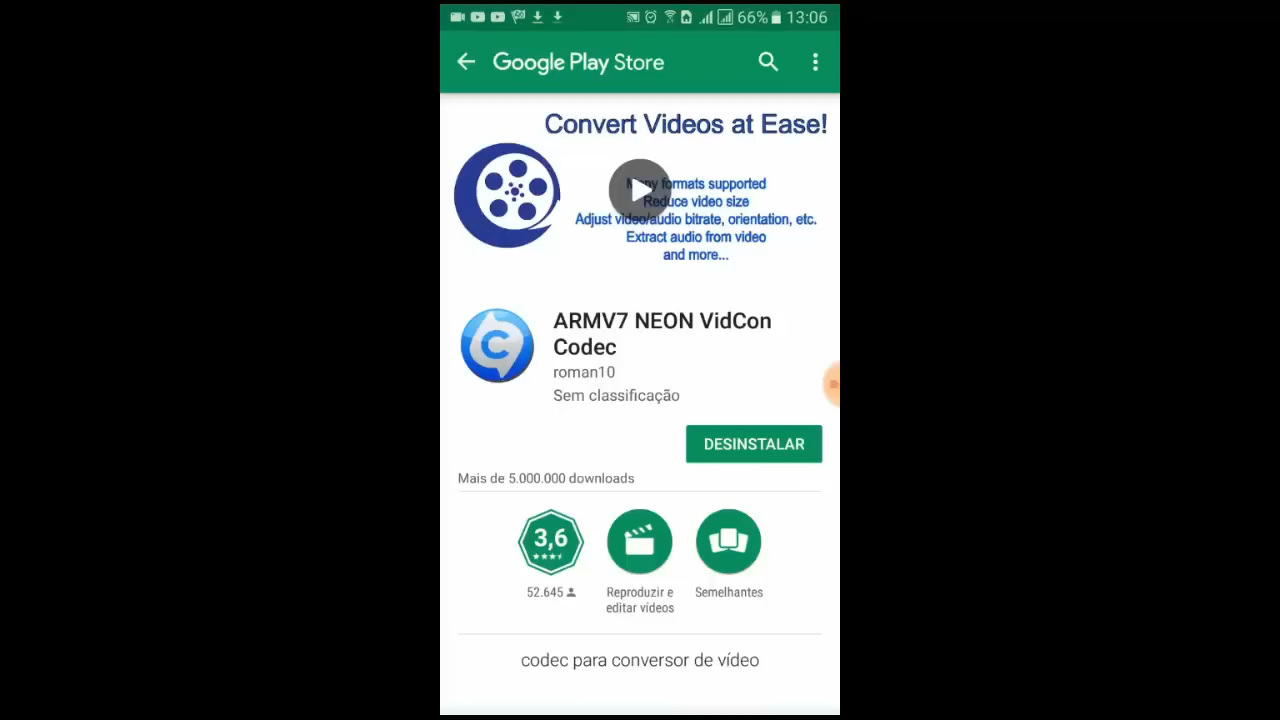 66% 13:06
Google Play Store
Convert Videos at Ease!
formats supported
Reduce video size
Adjust video/audio bitrate, orientation, etc.
Extract audio from video
and more...
C
ARMV7 NEON VidCon
Codec
roman10
Sem classificação
DESINSTALAR
Mais de 5.000.000 downloads
3,6
52.645
Reproduzir e
editar vídeos
Semelhantes
codec para conversor de vídeo